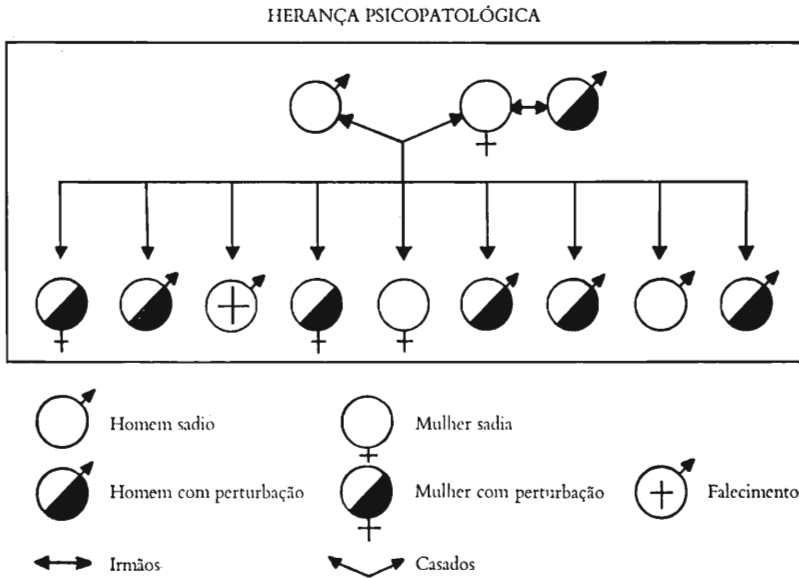 HERANÇA PSICOPATOLÓGICA
Homem sadio
Mulher sadia
Homem com perturbação
Mulher com perturbação
Falecimento
Irmãos
Casados